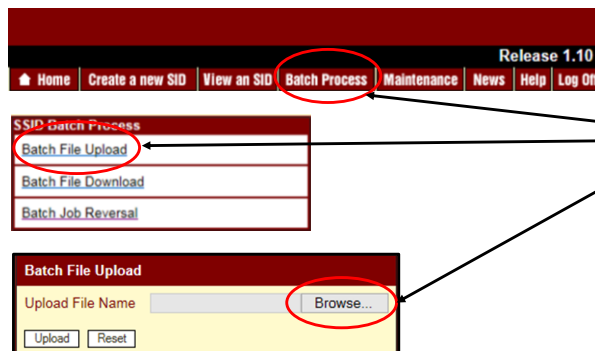 Release 1.10
Home Create a new SID View an SID Batch Process Maintenance News Help Log Off
SSID Batch Process
Batch File Upload
Batch File Download
Batch Job Reversal
Batch File Upload
Upload File Name Browse...
Upload Reset